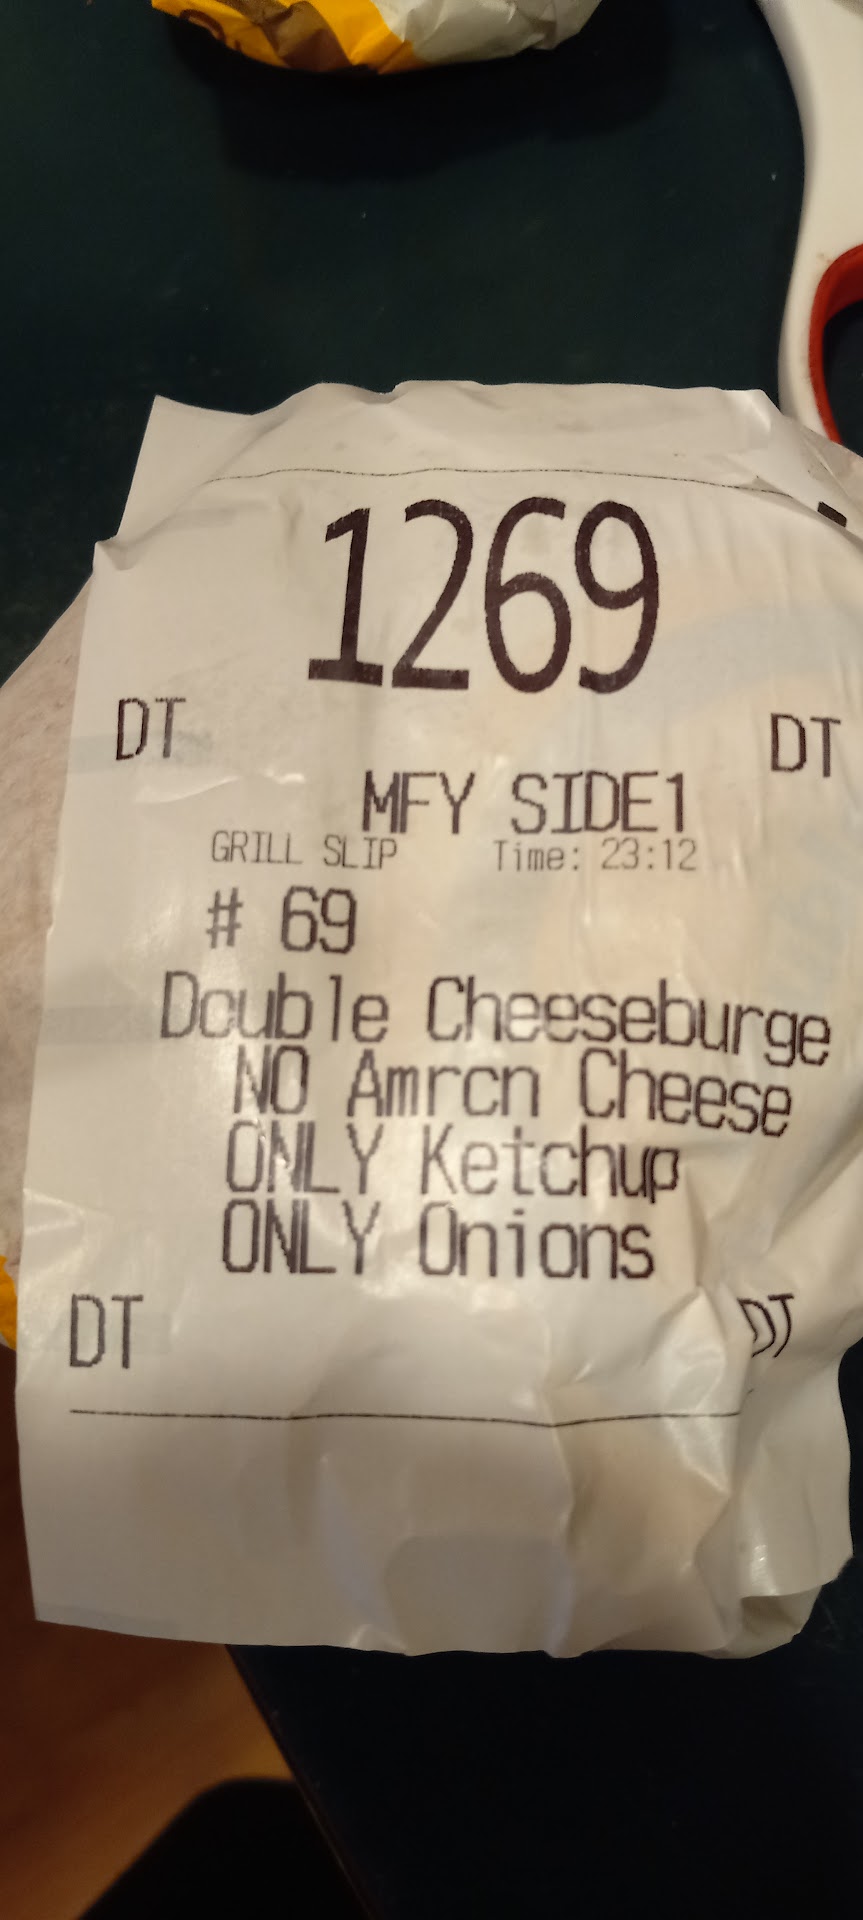 1269
DT DT
MFY SIDE1
GRILL SLIP Time: 23:12
# 69
Double Cheeseburge
NO Amrcn Cheese
ONLY Ketchup
ONLY Onions
DT DT